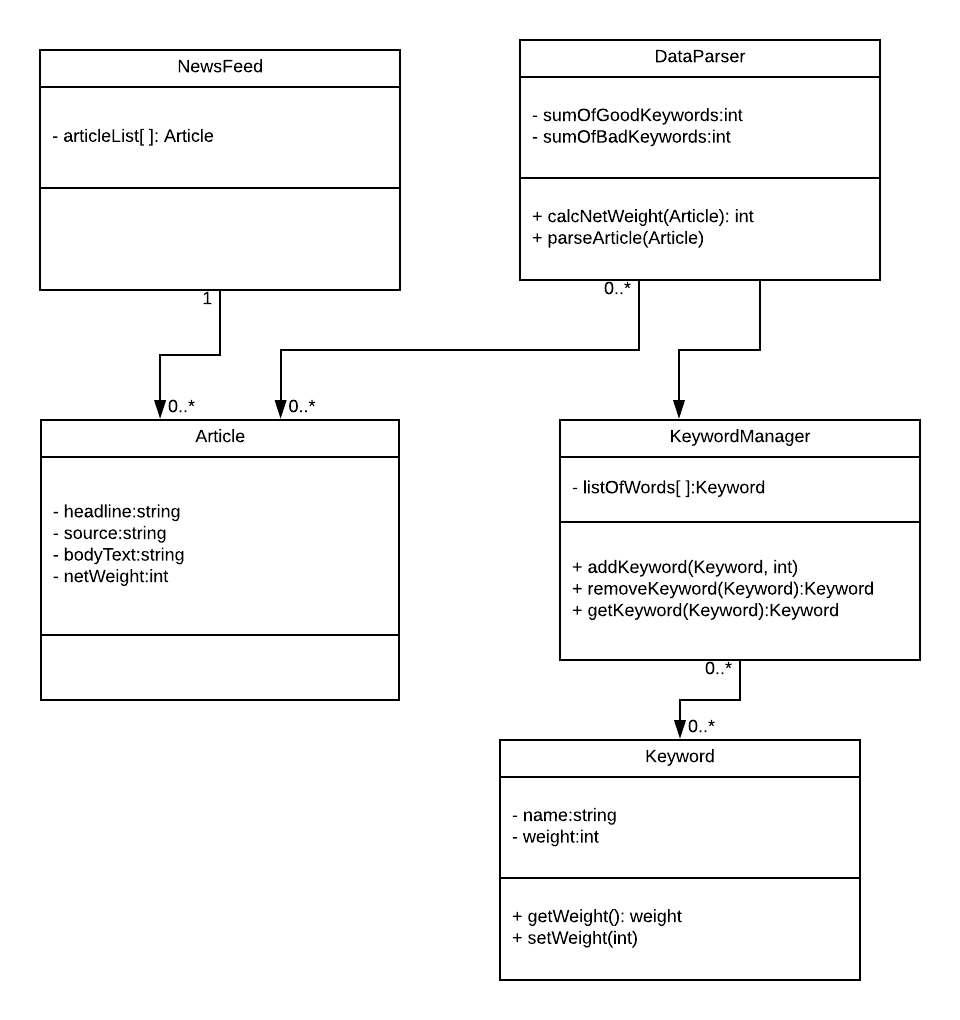 NewsFeed
- articleList[ ]: Article
1
DataParser
- sumOfGoodKeywords:int
- sumOfBadKeywords:int
+ calcNetWeight(Article): int
+ parseArticle(Article)
0..*
0..*
0..*
Article
- headline:string
- source:string
- bodyText:string
- netWeight:int
KeywordManager
- listOfWords[ ]:Keyword
+ addKeyword(Keyword, int)
+ removeKeyword(Keyword):Keyword
+ getKeyword(Keyword):Keyword
0..*
0..*
Keyword
- name:string
- weight:int
+ getWeight(): weight
+ setWeight(int)